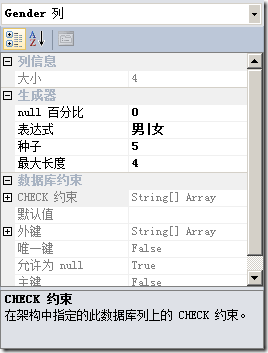 Gender 列
列信息
大小 4
生成器
null 百分比 0
表达式 男|女
种子 5
最大长度 4
数据库约束
CHECK 约束 String[] Array
默认值
外键 String[] Array
唯一键 False
允许为 null True
主键 False
CHECK 约束
在架构中指定的此数据库列上的 CHECK 约束。